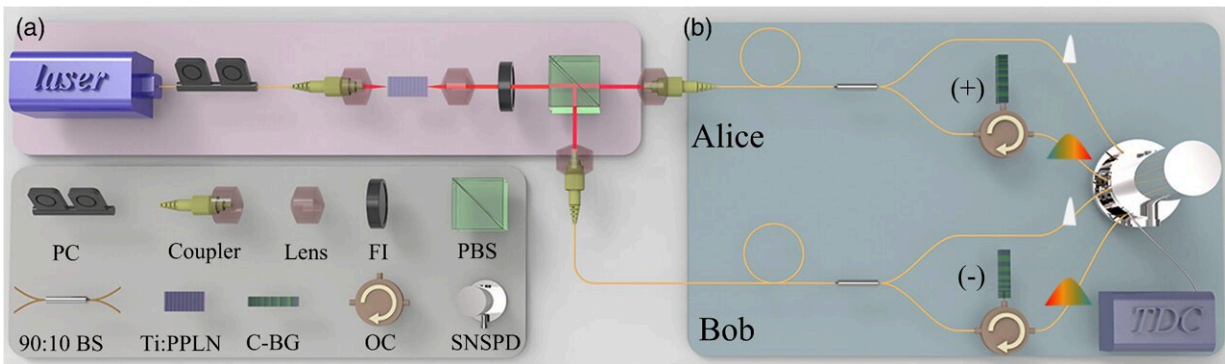 (a)
laser
(b)
Alice
(+)
Bob
(-)
TDC
PC
Coupler
Lens
FI
PBS
90:10 BS
Ti:PPLN
C-BG
OC
SNSPD